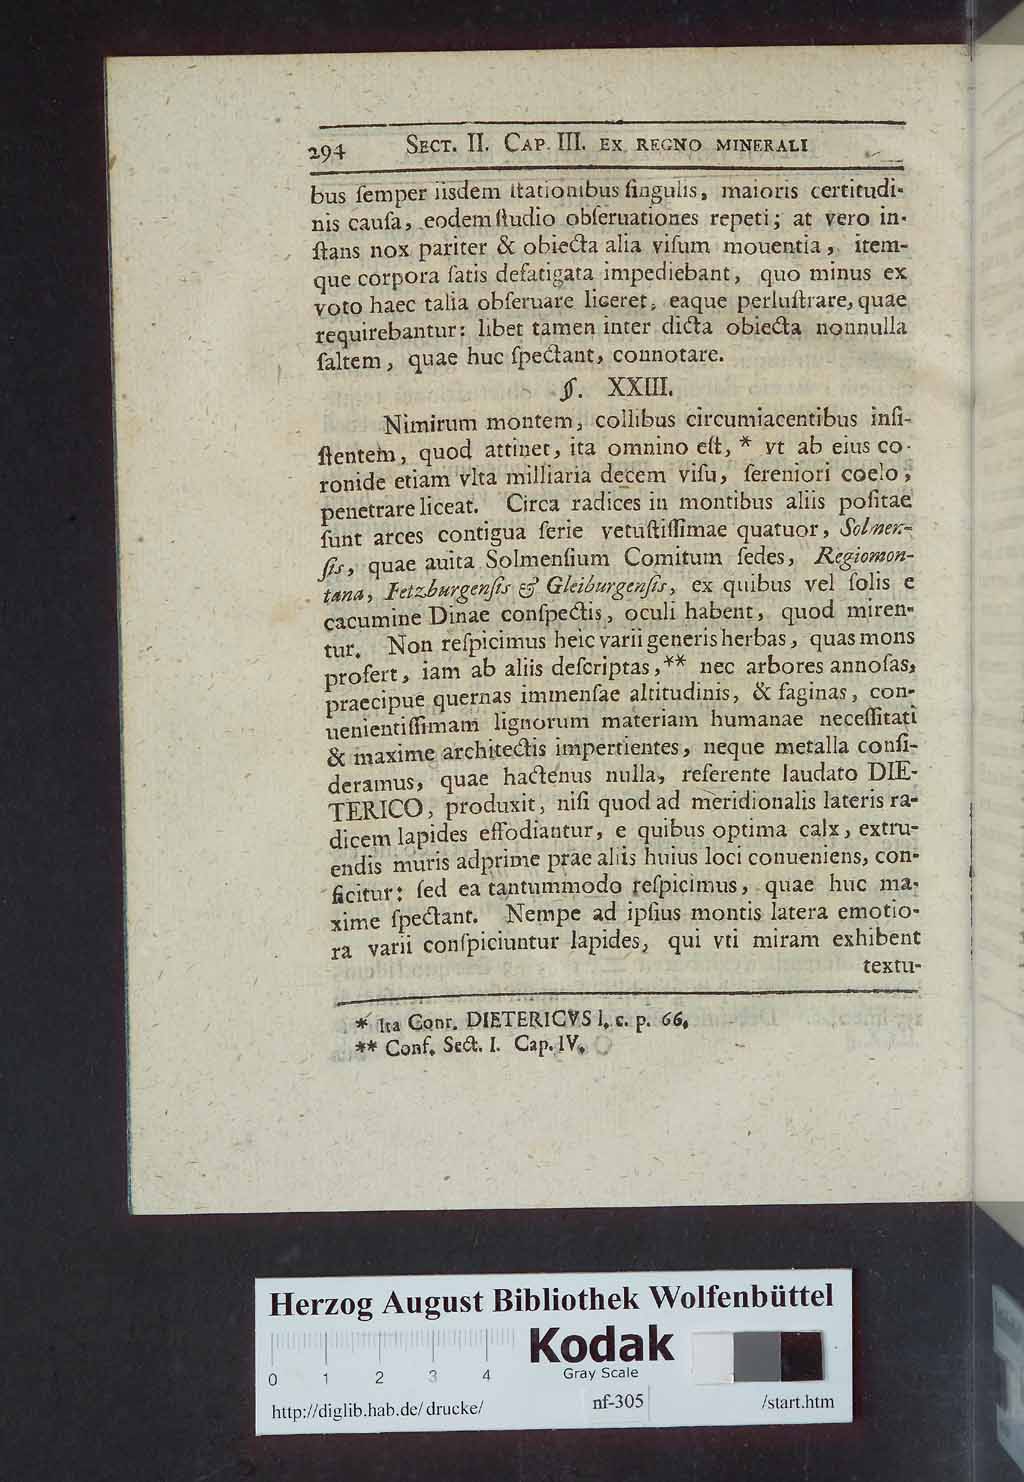 294 SECT. II. CAP. III. EX REGNO MINERALI
bus ſemper iisdem ſtationibus ſingulis, maioris certitudi-
nis cauſa, eodem ſtudio obſeruationes repeti; at vero in-
ſtans nox pariter & obiecta alia viſum mouentia, item-
que corpora ſatis defatigata impediebant, quo minus ex
voto haec talia obſeruare liceret, eaque perluſtrare, quae
requirebantur: libet tamen inter dicta obiecta nonnulla
ſaltem, quae huc ſpectant, connotare.
§. XXIII.
Nimirum montem, collibus circumiacentibus inſi-
ſtentem, quod attinet, ita omnino eſt, * vt ab eius co-
ronide etiam vlta milliaria decem viſu, ſereniori coelo,
penetrare liceat. Circa radices in montibus aliis poſitae
ſunt arces contigua ſerie vetuſtiſſimae quatuor, Solmen-
ſis, quae auita Solmenſium Comitum ſedes, Regiomon-
tana, Fetzburgenſis & Gleiburgenſis, ex quibus vel ſolis e
cacumine Dinae conſpectis, oculi habent, quod miren-
tur. Non reſpicimus heic varii generis herbas, quas mons
profert, iam ab aliis deſcriptas, ** nec arbores annoſas,
praecipue quernas immenſae altitudinis, & faginas, con-
uenientiſſimam lignorum materiam humanae neceſſitati
& maxime architectis impertientes, neque metalla conſi-
deramus, quae hactenus nulla, referente laudato DIE-
TERICO, produxit, niſi quod ad meridionalis lateris ra-
dicem lapides effodiantur, e quibus optima calx, extru-
endis muris adprime prae aliis huius loci conueniens, con-
ficitur: ſed ea tantummodo reſpicimus, quae huc ma-
xime ſpectant. Nempe ad ipſius montis latera emotio-
ra varii conſpiciuntur lapides, qui vti miram exhibent
textu-
* Ita Conr. DIETERICVS l. c. p. 66.
** Conf. Sect. I. Cap. IV.
Herzog August Bibliothek Wolfenbüttel
Kodak
Gray Scale
0 1 2 3 4
http://diglib.hab.de/drucke/ nf-305 /start.htm